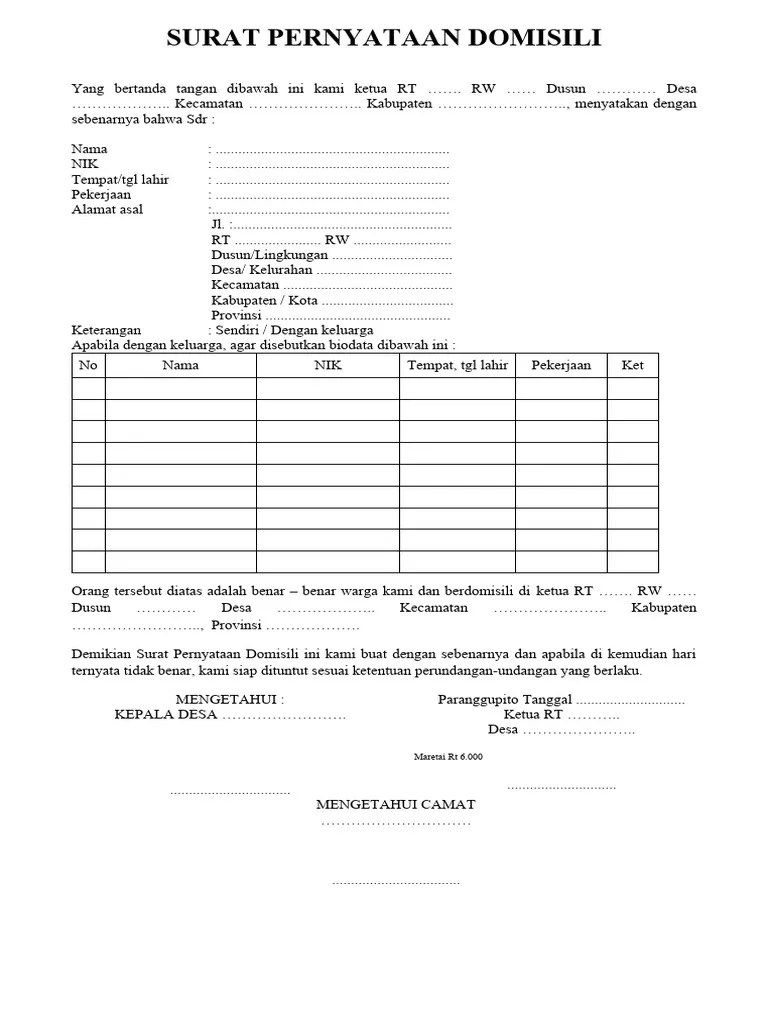 SURAT PERNYATAAN DOMISILI
Yang bertanda tangan dibawah ini kami ketua RT ……. RW …… Dusun ………… Desa
……………….. Kecamatan ………………….. Kabupaten …………………….., menyatakan dengan
sebenarnya bahwa Sdr :
Nama : ..............................................................
NIK : ..............................................................
Tempat/tgl lahir : ..............................................................
Pekerjaan : ..............................................................
Alamat asal :...............................................................
Jl. :..........................................................
RT ....................... RW ..........................
Dusun/Lingkungan ................................
Desa/ Kelurahan ....................................
Kecamatan .............................................
Kabupaten / Kota ...................................
Provinsi .................................................
Keterangan : Sendiri / Dengan keluarga
Apabila dengan keluarga, agar disebutkan biodata dibawah ini :
No Nama NIK Tempat, tgl lahir Pekerjaan Ket
Orang tersebut diatas adalah benar – benar warga kami dan berdomisili di ketua RT ……. RW ……
Dusun ………… Desa ……………….. Kecamatan ………………….. Kabupaten
…………………….., Provinsi ………………
Demikian Surat Pernyataan Domisili ini kami buat dengan sebenarnya dan apabila di kemudian hari
ternyata tidak benar, kami siap dituntut sesuai ketentuan perundangan-undangan yang berlaku.
MENGETAHUI : Paranggupito Tanggal .............................
KEPALA DESA ……………………. Ketua RT ………..
Desa …………………..
Maretai Rt 6.000
................................ .............................
MENGETAHUI CAMAT
…………………………
..................................